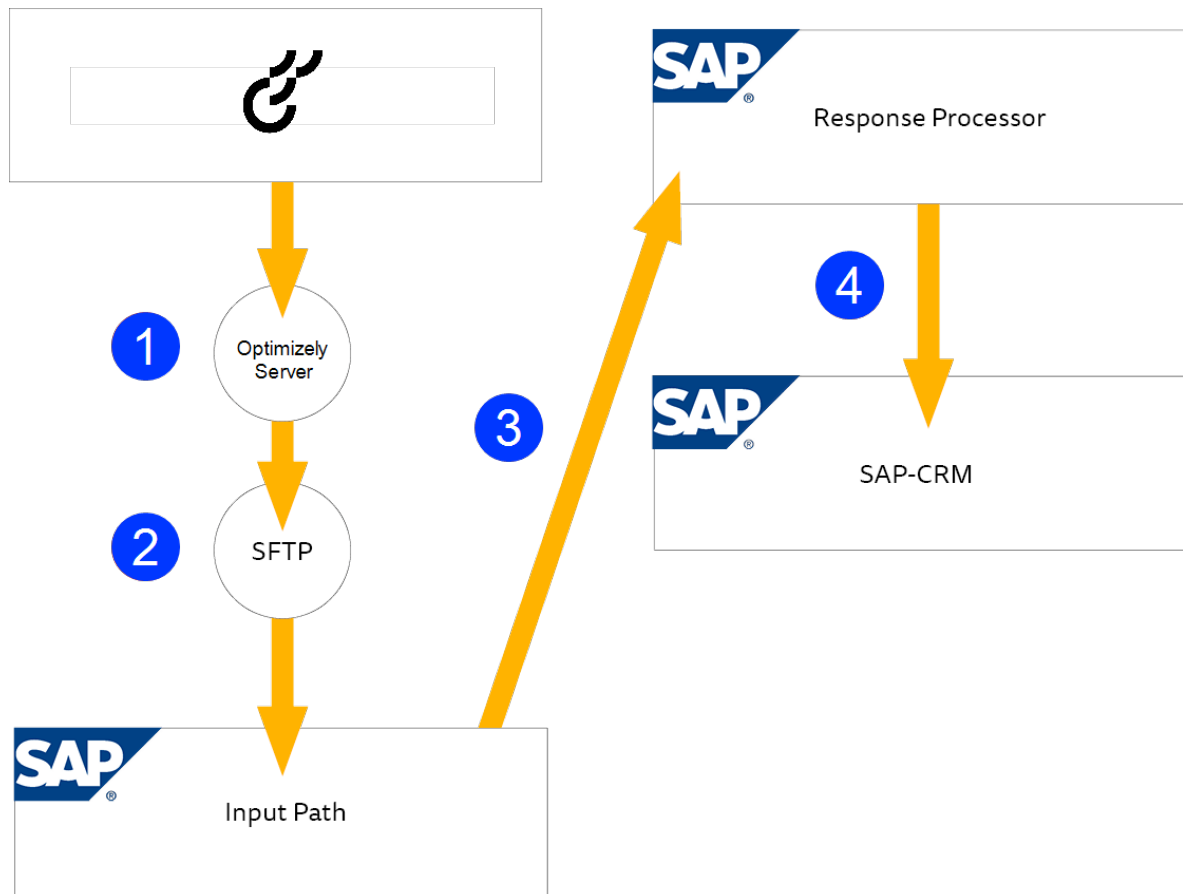 1
Optimizely
Server
2
SFTP
SAP
®
Input Path
3
SAP
®
Response Processor
4
SAP
®
SAP-CRM